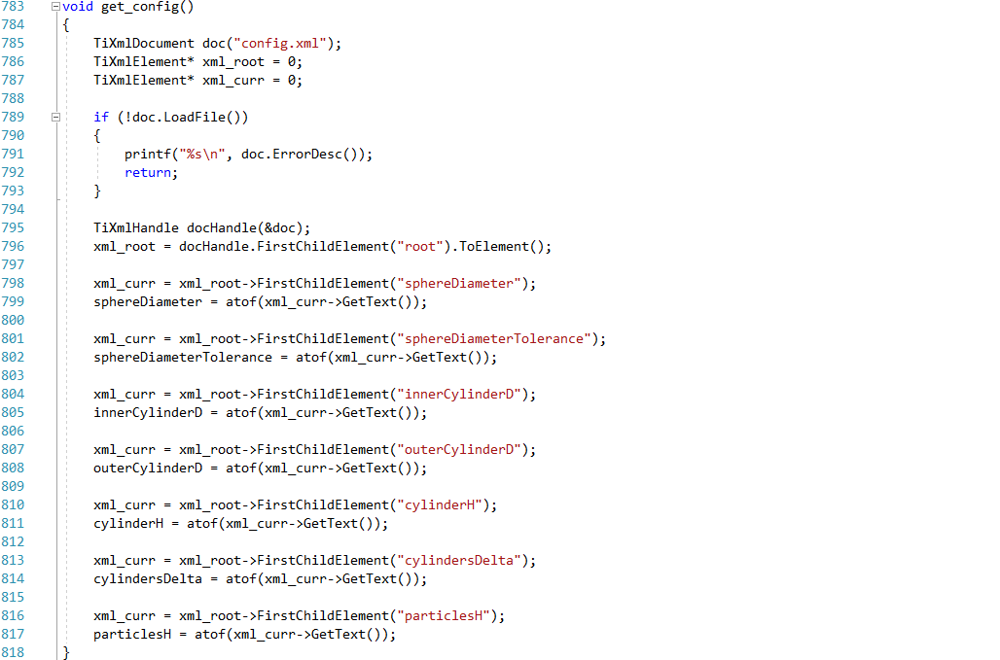 783 void get_config()
784 {
785     TiXmlDocument doc("config.xml");
786     TiXmlElement* xml_root = 0;
787     TiXmlElement* xml_curr = 0;
788
789     if (!doc.LoadFile())
790     {
791         printf("%s\n", doc.ErrorDesc());
792         return;
793     }
794
795     TiXmlHandle docHandle(&doc);
796     xml_root = docHandle.FirstChildElement("root").ToElement();
797
798     xml_curr = xml_root->FirstChildElement("sphereDiameter");
799     sphereDiameter = atof(xml_curr->GetText());
800
801     xml_curr = xml_root->FirstChildElement("sphereDiameterTolerance");
802     sphereDiameterTolerance = atof(xml_curr->GetText());
803
804     xml_curr = xml_root->FirstChildElement("innerCylinderD");
805     innerCylinderD = atof(xml_curr->GetText());
806
807     xml_curr = xml_root->FirstChildElement("outerCylinderD");
808     outerCylinderD = atof(xml_curr->GetText());
809
810     xml_curr = xml_root->FirstChildElement("cylinderH");
811     cylinderH = atof(xml_curr->GetText());
812
813     xml_curr = xml_root->FirstChildElement("cylindersDelta");
814     cylindersDelta = atof(xml_curr->GetText());
815
816     xml_curr = xml_root->FirstChildElement("particlesH");
817     particlesH = atof(xml_curr->GetText());
818 }